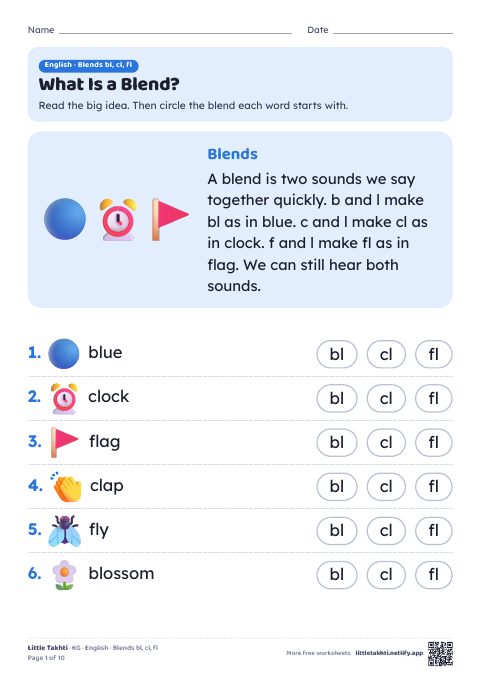 Name Date
English · Blends bl, cl, fl
What Is a Blend?
Read the big idea. Then circle the blend each word starts with.
Blends
A blend is two sounds we say
together quickly. b and l make
bl as in blue. c and l make cl as
in clock. f and l make fl as in
flag. We can still hear both
sounds.
1. blue bl cl fl
2. clock bl cl fl
3. flag bl cl fl
4. clap bl cl fl
5. fly bl cl fl
6. blossom bl cl fl
Little Takhti · KG · English · Blends bl, cl, fl
Page 1 of 10
More free worksheets littletakhti.netlify.app